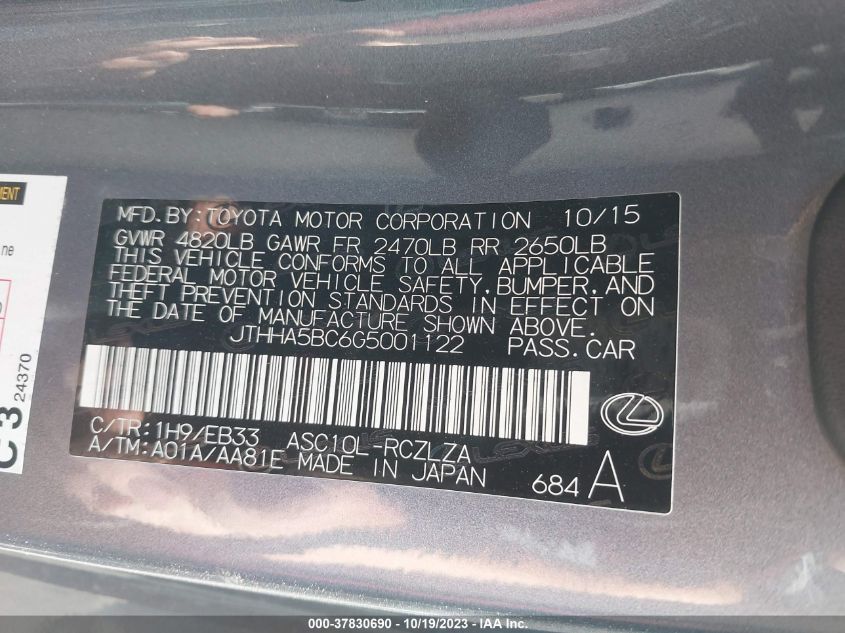 MENT
ne
C3
24370
MFD. BY: TOYOTA MOTOR CORPORATION 10/15
GVWR 4820LB GAWR FR 2470LB RR 2650LB
THIS VEHICLE CONFORMS TO ALL APPLICABLE
FEDERAL MOTOR VEHICLE SAFETY, BUMPER, AND
THEFT PREVENTION STANDARDS IN EFFECT ON
THE DATE OF MANUFACTURE SHOWN ABOVE.
JTHHA5BC6G5001122 PASS. CAR
C/TR: 1H9/EB33 ASC10L-RCZLZA
A/TM: A01A/AA81E MADE IN JAPAN
684 A
000-37830690 - 10/19/2023 - IAA Inc.